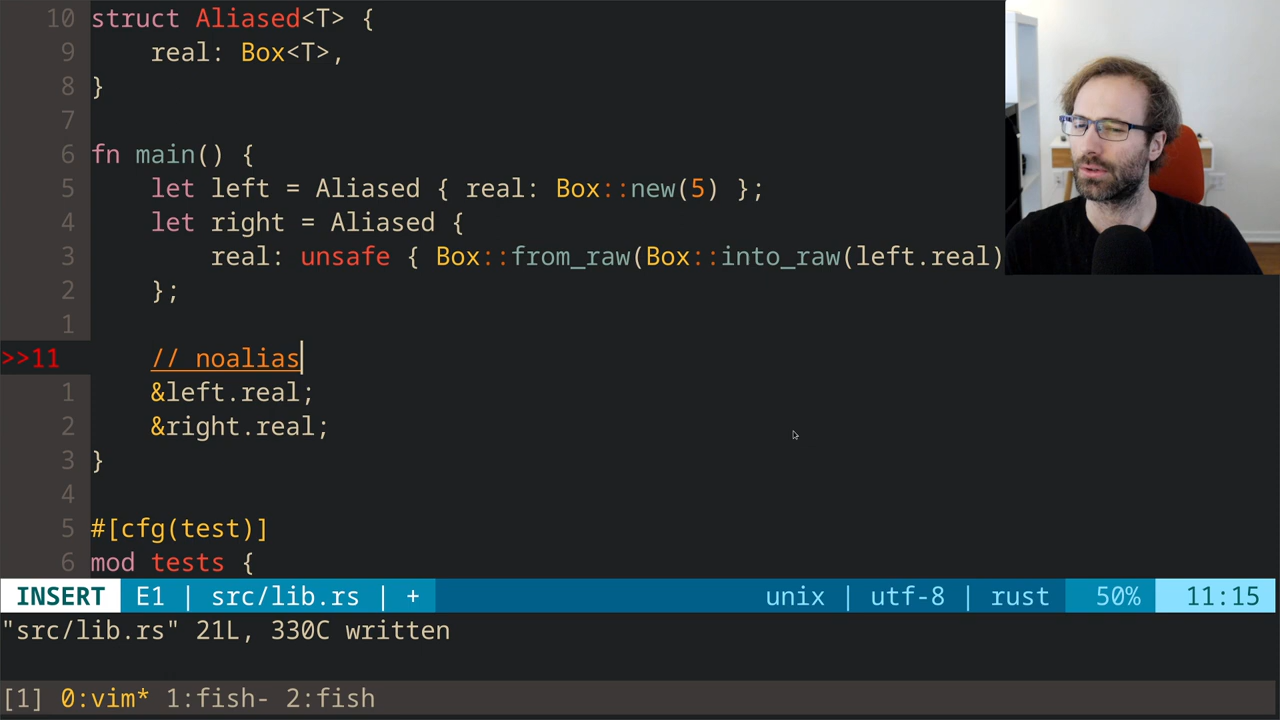 10 struct Aliased<T> {
9 real: Box<T>,
8 }
7
6 fn main() {
5 let left = Aliased { real: Box::new(5) };
4 let right = Aliased {
3 real: unsafe { Box::from_raw(Box::into_raw(left.real)
2 };
1
>>11 // noalias
1 &left.real;
2 &right.real;
3 }
4
5 #[cfg(test)]
6 mod tests {
INSERT E1 | src/lib.rs | + unix | utf-8 | rust 50% 11:15
"src/lib.rs" 21L, 330C written
[1] 0:vim* 1:fish- 2:fish